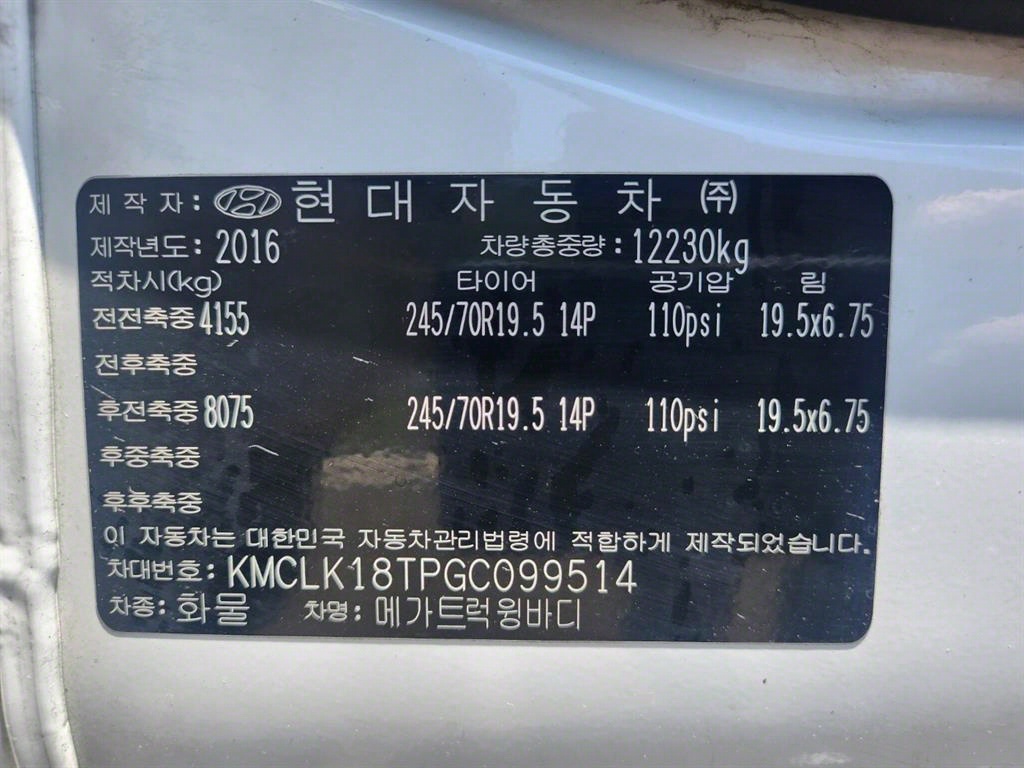 제 작 자 : 현 대 자 동 차 ㈜
제작년도 : 2016 차량총중량 : 12230kg
적차시(kg) 타이어 공기압 림
전전축중 4155 245/70R19.5 14P 110psi 19.5x6.75
전후축중
후전축중 8075 245/70R19.5 14P 110psi 19.5x6.75
후중축중
후후축중
이 자동차는 대한민국 자동차관리법령에 적합하게 제작되었습니다.
차대번호 : KMCLK18TPGC099514
차종 : 화물 차명 : 메가트럭윙바디